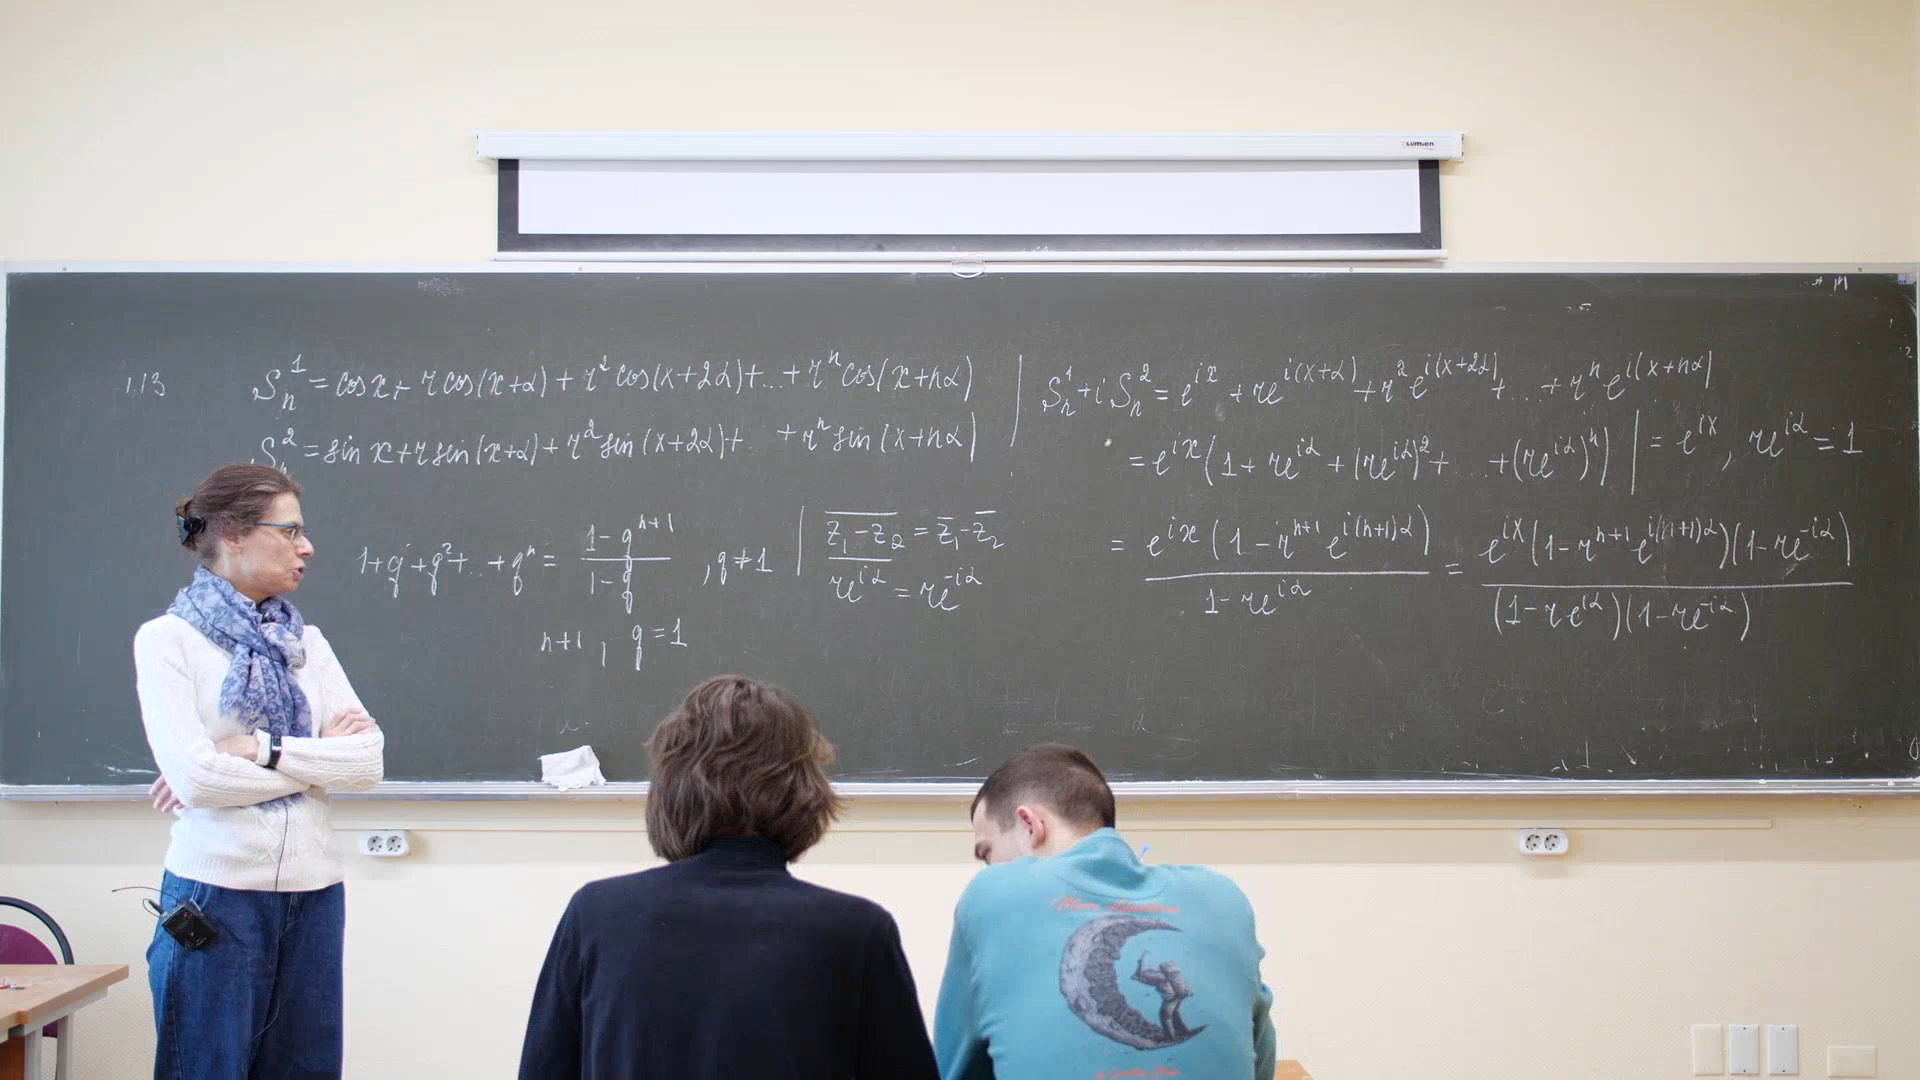 LUMIEN
1.13
S_n^1 = cos x + r cos(x+α) + r^2 cos(x+2α) + ... + r^n cos(x+nα)
S_n^2 = sin x + r sin(x+α) + r^2 sin(x+2α) + ... + r^n sin(x+nα)
1+q+q^2+...+q^n = (1-q^{n+1})/(1-q), q≠1
n+1, q=1
\overline{z_1-z_2} = \overline{z_1}-\overline{z_2}
\overline{re^{iα}} = re^{-iα}
S_n^1 + iS_n^2 = e^{ix} + re^{i(x+α)} + r^2 e^{i(x+2α)} + ... + r^n e^{i(x+nα)}
= e^{ix}(1 + re^{iα} + (re^{iα})^2 + ... + (re^{iα})^n) | = e^{ix}, re^{iα} = 1
= e^{ix}(1-r^{n+1}e^{i(n+1)α})/(1-re^{iα}) = e^{ix}(1-r^{n+1}e^{i(n+1)α})(1-re^{-iα})/((1-re^{iα})(1-re^{-iα}))